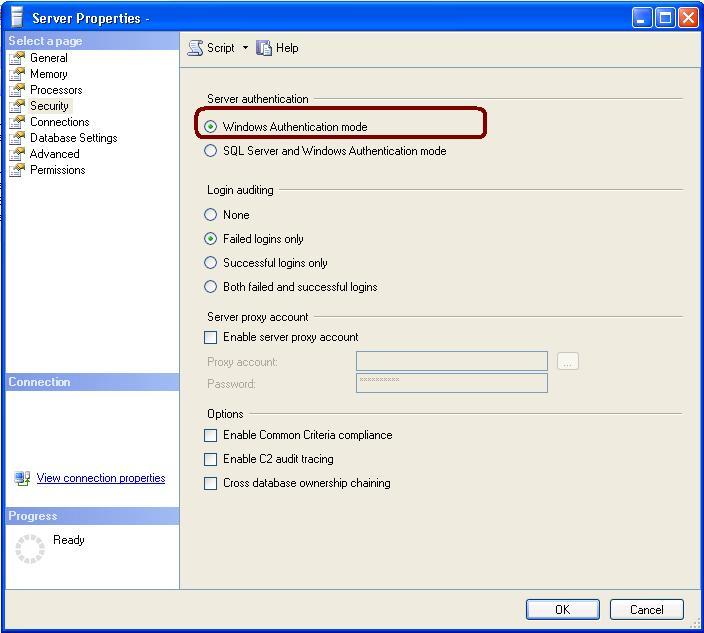 Server Properties -
Select a page
General
Memory
Processors
Security
Connections
Database Settings
Advanced
Permissions
Connection
View connection properties
Progress
Ready
Script Help
Server authentication
Windows Authentication mode
SQL Server and Windows Authentication mode
Login auditing
None
Failed logins only
Successful logins only
Both failed and successful logins
Server proxy account
Enable server proxy account
Proxy account:
...
Password:
**********
Options
Enable Common Criteria compliance
Enable C2 audit tracing
Cross database ownership chaining
OK Cancel